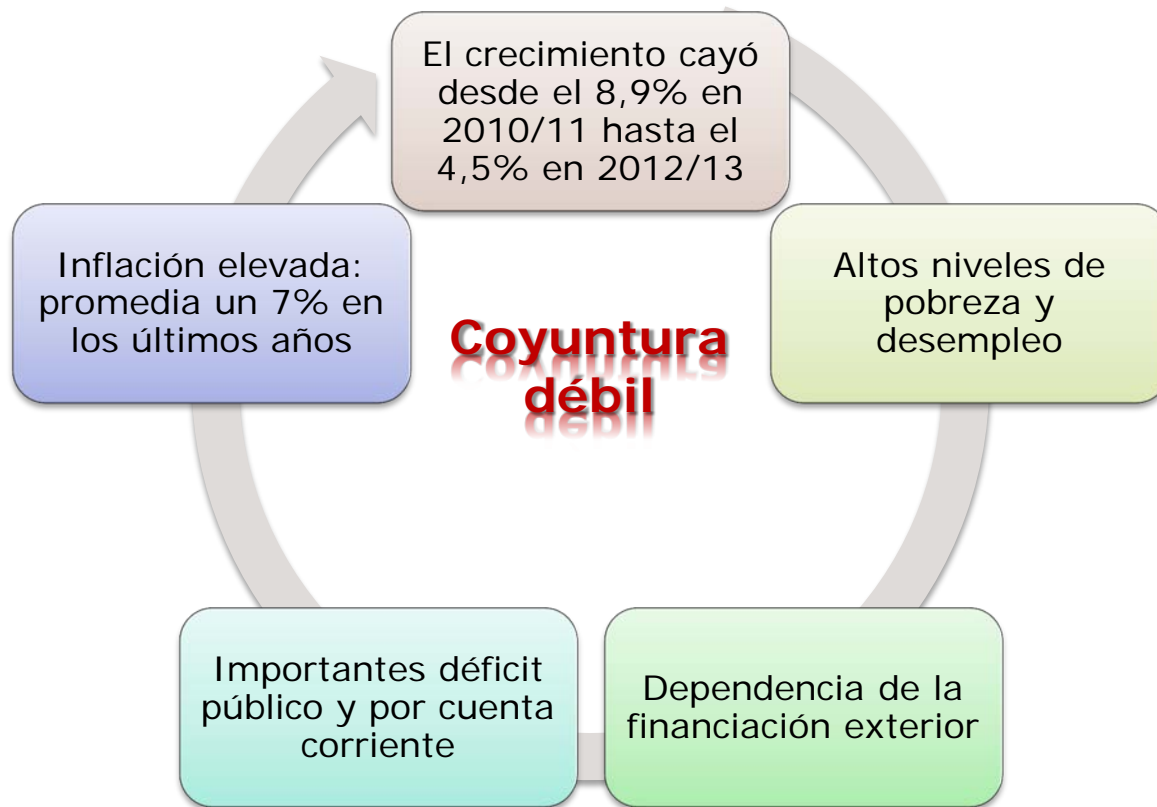 El crecimiento cayó
desde el 8,9% en
2010/11 hasta el
4,5% en 2012/13
Altos niveles de
pobreza y
desempleo
Dependencia de la
financiación exterior
Importantes déficit
público y por cuenta
corriente
Inflación elevada:
promedia un 7% en
los últimos años
Coyuntura
débil